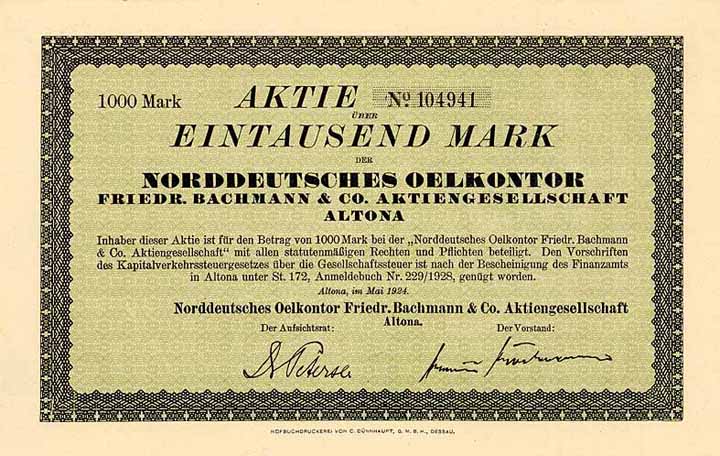 1000 Mark AKTIE No 104941
ÜBER
EINTAUSEND MARK
DER
NORDDEUTSCHES OELKONTOR
FRIEDR. BACHMANN & CO. AKTIENGESELLSCHAFT
ALTONA
Inhaber dieser Aktie ist für den Betrag von 1000 Mark bei der „Norddeutsches Oelkontor Friedr. Bachmann
& Co. Aktiengesellschaft" mit allen statutenmäßigen Rechten und Pflichten beteiligt. Den Vorschriften
des Kapitalverkehrssteuergesetzes über die Gesellschaftssteuer ist nach der Bescheinigung des Finanzamts
in Altona unter St. 172, Anmeldebuch Nr. 229/1928, genügt worden.
Altona, im Mai 1924.
Norddeutsches Oelkontor Friedr. Bachmann & Co. Aktiengesellschaft
Altona.
Der Aufsichtsrat: Der Vorstand:
HOFBUCHDRUCKEREI VON C. DÜNNHAUPT, G. M. B. H., DESSAU.